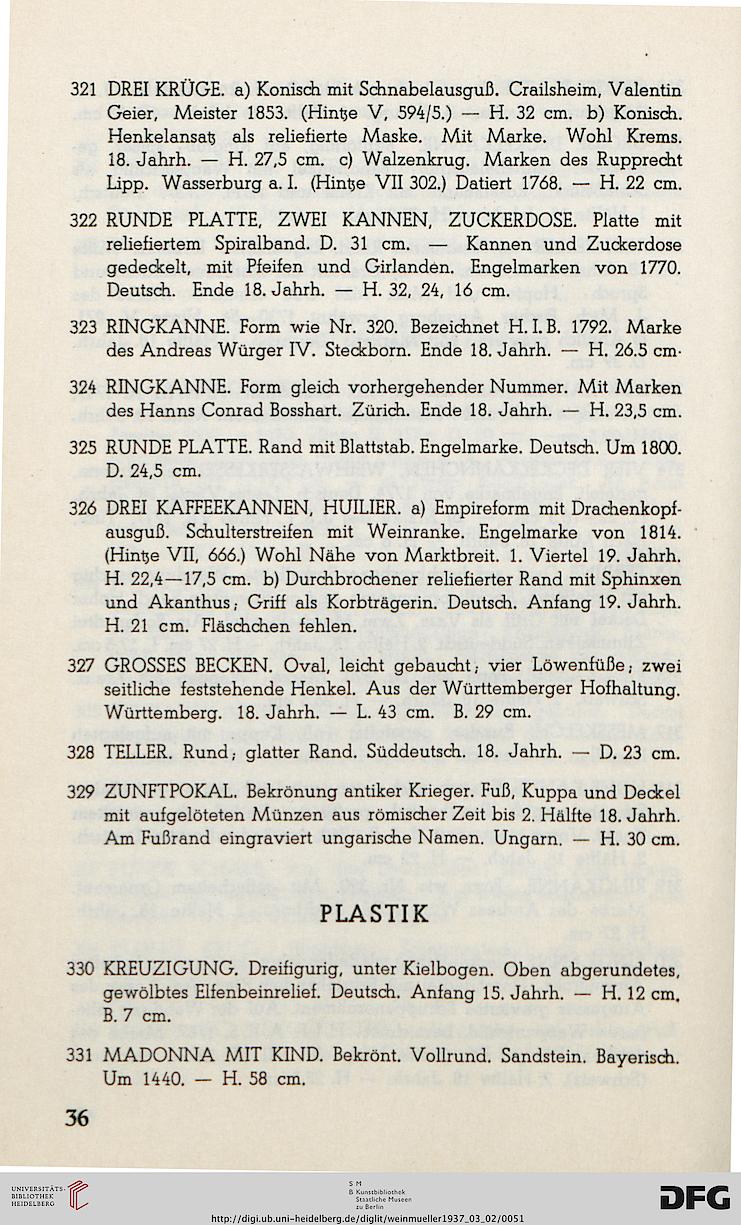 321 DREI KRÜGE. a) Konisch mit Schnabelausguß. Crailsheim, Valentin
Geier, Meister 1853. (Hintze V, 594/5.) — H. 32 cm. b) Konisch.
Henkelansatz als reliefierte Maske. Mit Marke. Wohl Krems.
18. Jahrh. — H. 27,5 cm. c) Walzenkrug. Marken des Rupprecht
Lipp. Wasserburg a. I. (Hintze VII 302.) Datiert 1768. — H. 22 cm.
322 RUNDE PLATTE, ZWEI KANNEN, ZUCKERDOSE. Platte mit
reliefiertem Spiralband. D. 31 cm. — Kannen und Zuckerdose
gedeckelt, mit Pfeifen und Girlanden. Engelmarken von 1770.
Deutsch. Ende 18. Jahrh. — H. 32, 24, 16 cm.
323 RINGKANNE. Form wie Nr. 320. Bezeichnet H. I. B. 1792. Marke
des Andreas Würger IV. Steckborn. Ende 18. Jahrh. — H. 26.5 cm·
324 RINGKANNE. Form gleich vorhergehender Nummer. Mit Marken
des Hanns Conrad Bosshart. Zürich. Ende 18. Jahrh. — H. 23,5 cm.
325 RUNDE PLATTE. Rand mit Blattstab. Engelmarke. Deutsch. Um 1800.
D. 24,5 cm.
326 DREI KAFFEEKANNEN, HUILIER. a) Empireform mit Drachenkopf-
ausguß. Schulterstreifen mit Weinranke. Engelmarke von 1814.
(Hintze VII, 666.) Wohl Nähe von Marktbreit. 1. Viertel 19. Jahrh.
H. 22,4—17,5 cm. b) Durchbrochener reliefierter Rand mit Sphinxen
und Akanthus; Griff als Korbträgerin. Deutsch. Anfang 19. Jahrh.
H. 21 cm. Fläschchen fehlen.
327 GROSSES BECKEN. Oval, leicht gebaucht; vier Löwenfüße; zwei
seitliche feststehende Henkel. Aus der Württemberger Hofhaltung.
Württemberg. 18. Jahrh. — L. 43 cm. B. 29 cm.
328 TELLER. Rund; glatter Rand. Süddeutsch. 18. Jahrh. — D. 23 cm.
329 ZUNFTPOKAL. Bekrönung antiker Krieger. Fuß, Kuppa und Deckel
mit aufgelöteten Münzen aus römischer Zeit bis 2. Hälfte 18. Jahrh.
Am Fußrand eingraviert ungarische Namen. Ungarn. — H. 30 cm.
PLASTIK
330 KREUZIGUNG. Dreifigurig, unter Kielbogen. Oben abgerundetes,
gewölbtes Elfenbeinrelief. Deutsch. Anfang 15. Jahrh. — H. 12 cm.
B. 7 cm.
331 MADONNA MIT KIND. Bekrönt. Vollrund. Sandstein. Bayerisch.
Um 1440. — H. 58 cm.
36
UNIVERSITÄTS-
BIBLIOTHEK
HEIDELBERG
S M
B Kunstbibliothek
Staatliche Museen
zu Berlin
DFG
http://digi.ub.uni-heidelberg.de/diglit/weinmueller1937_03_02/0051